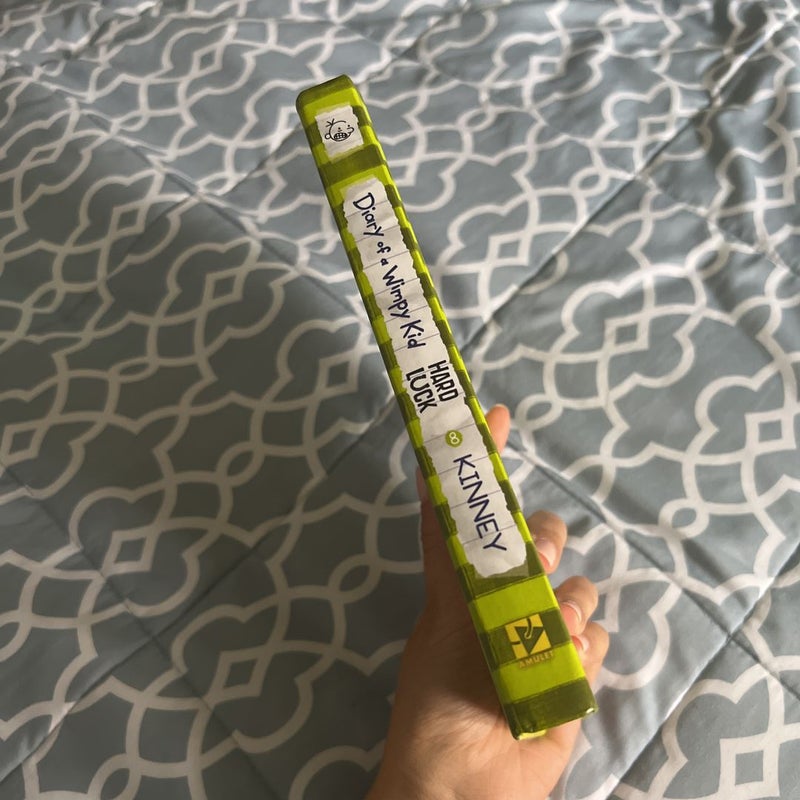 Diary of a Wimpy Kid
HARD
LUCK
8
KINNEY
AMULET